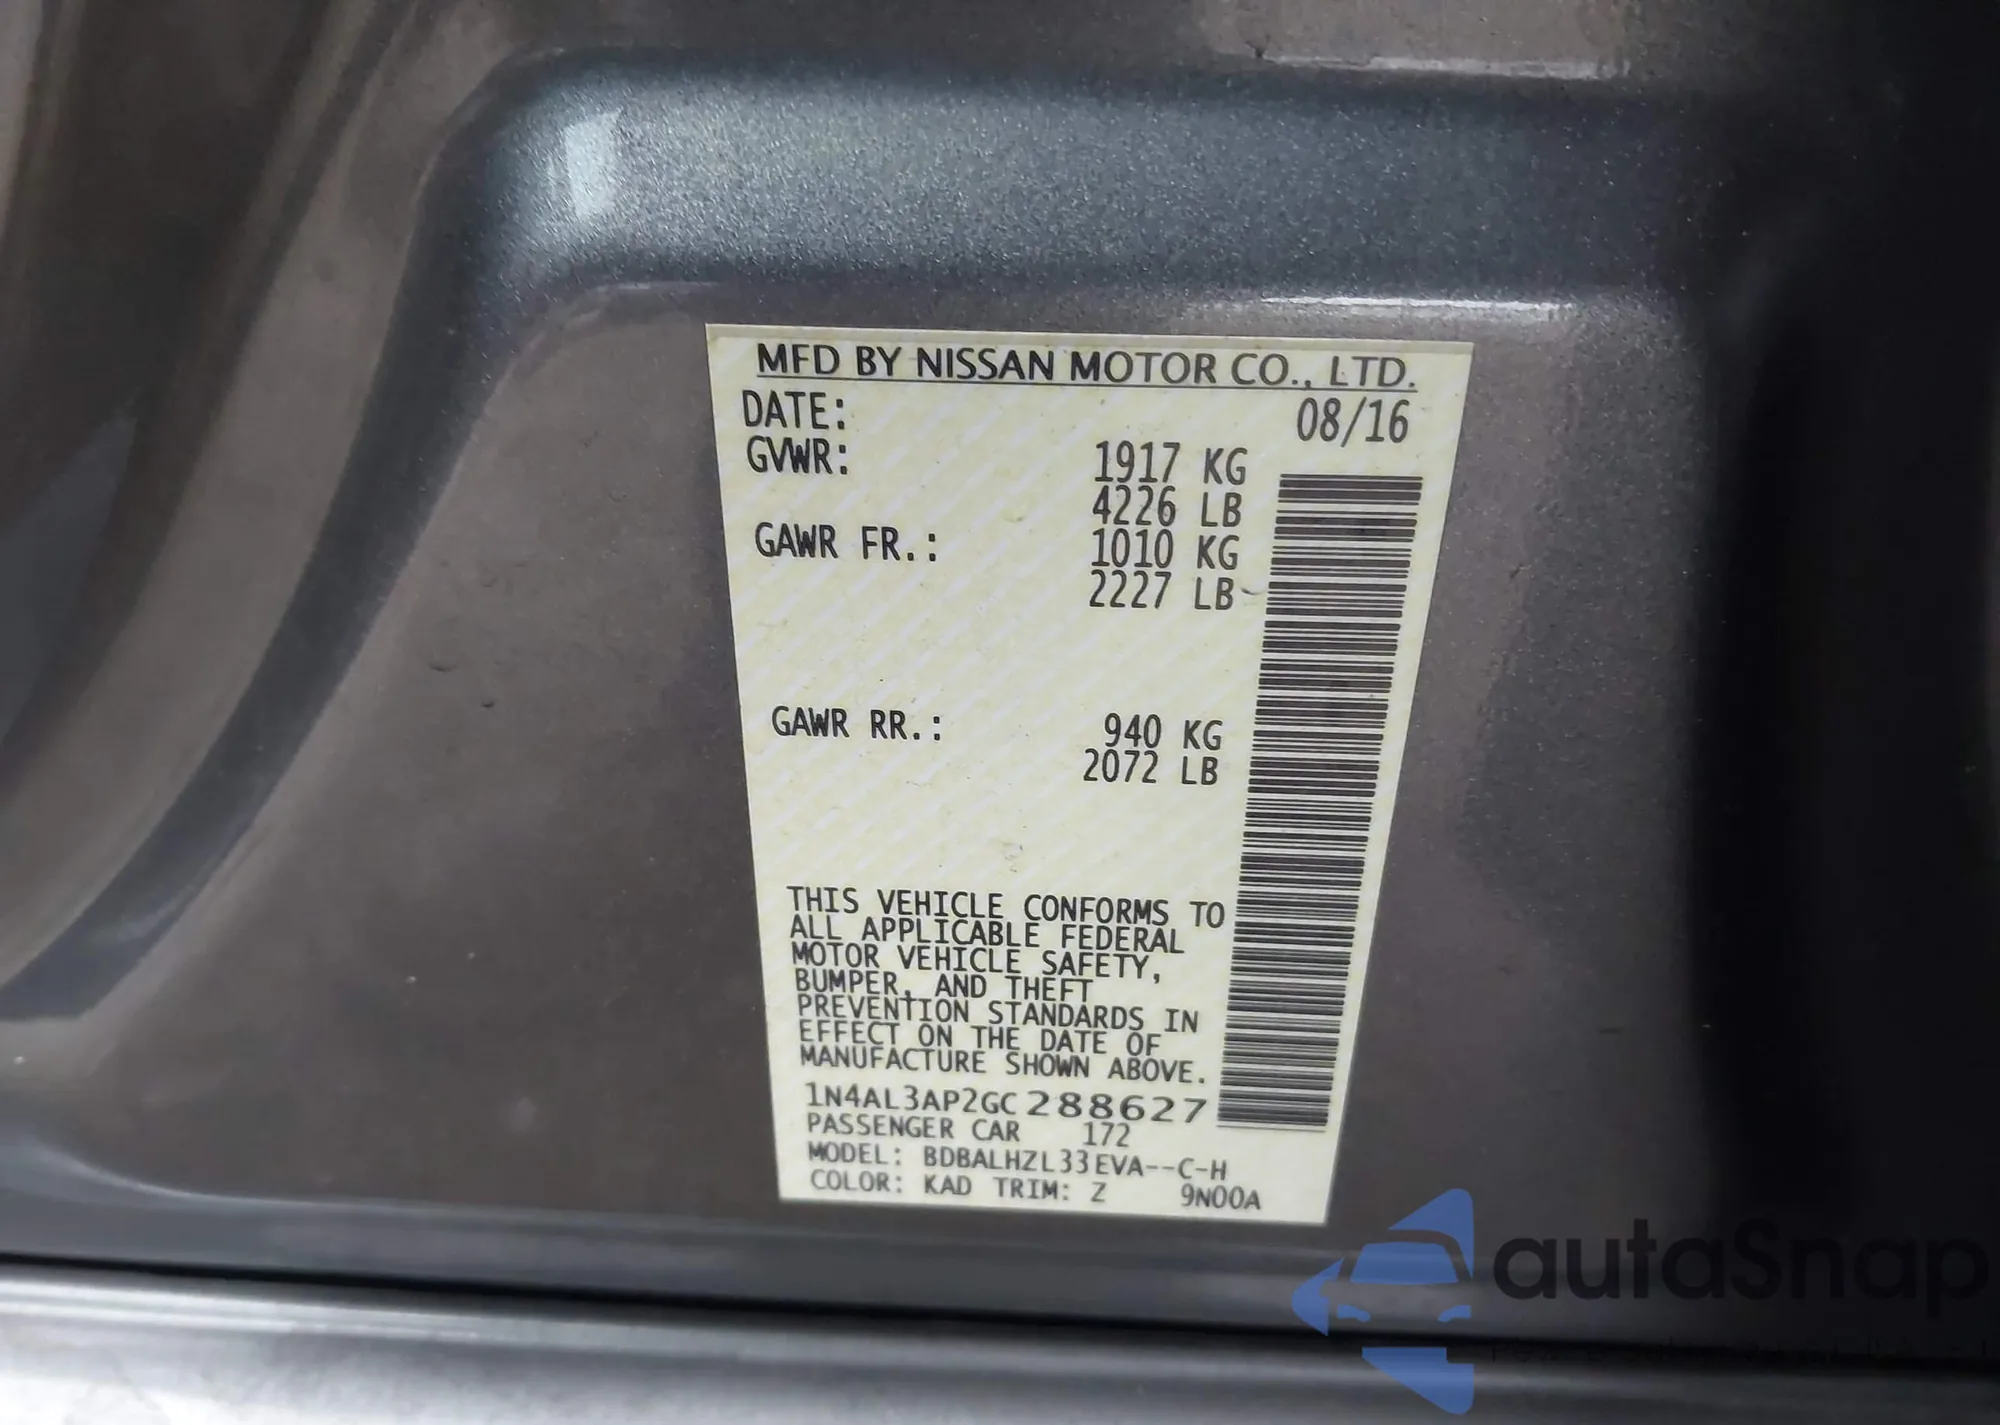 MFD BY NISSAN MOTOR CO., LTD.
DATE: 08/16
GVWR: 1917 KG
4226 LB
GAWR FR.: 1010 KG
2227 LB
GAWR RR.: 940 KG
2072 LB
THIS VEHICLE CONFORMS TO
ALL APPLICABLE FEDERAL
MOTOR VEHICLE SAFETY,
BUMPER, AND THEFT
PREVENTION STANDARDS IN
EFFECT ON THE DATE OF
MANUFACTURE SHOWN ABOVE.
1N4AL3AP2GC288627
PASSENGER CAR 172
MODEL: BDBALHZL33EVA--C-H
COLOR: KAD TRIM: Z 9N00A
autaSnap